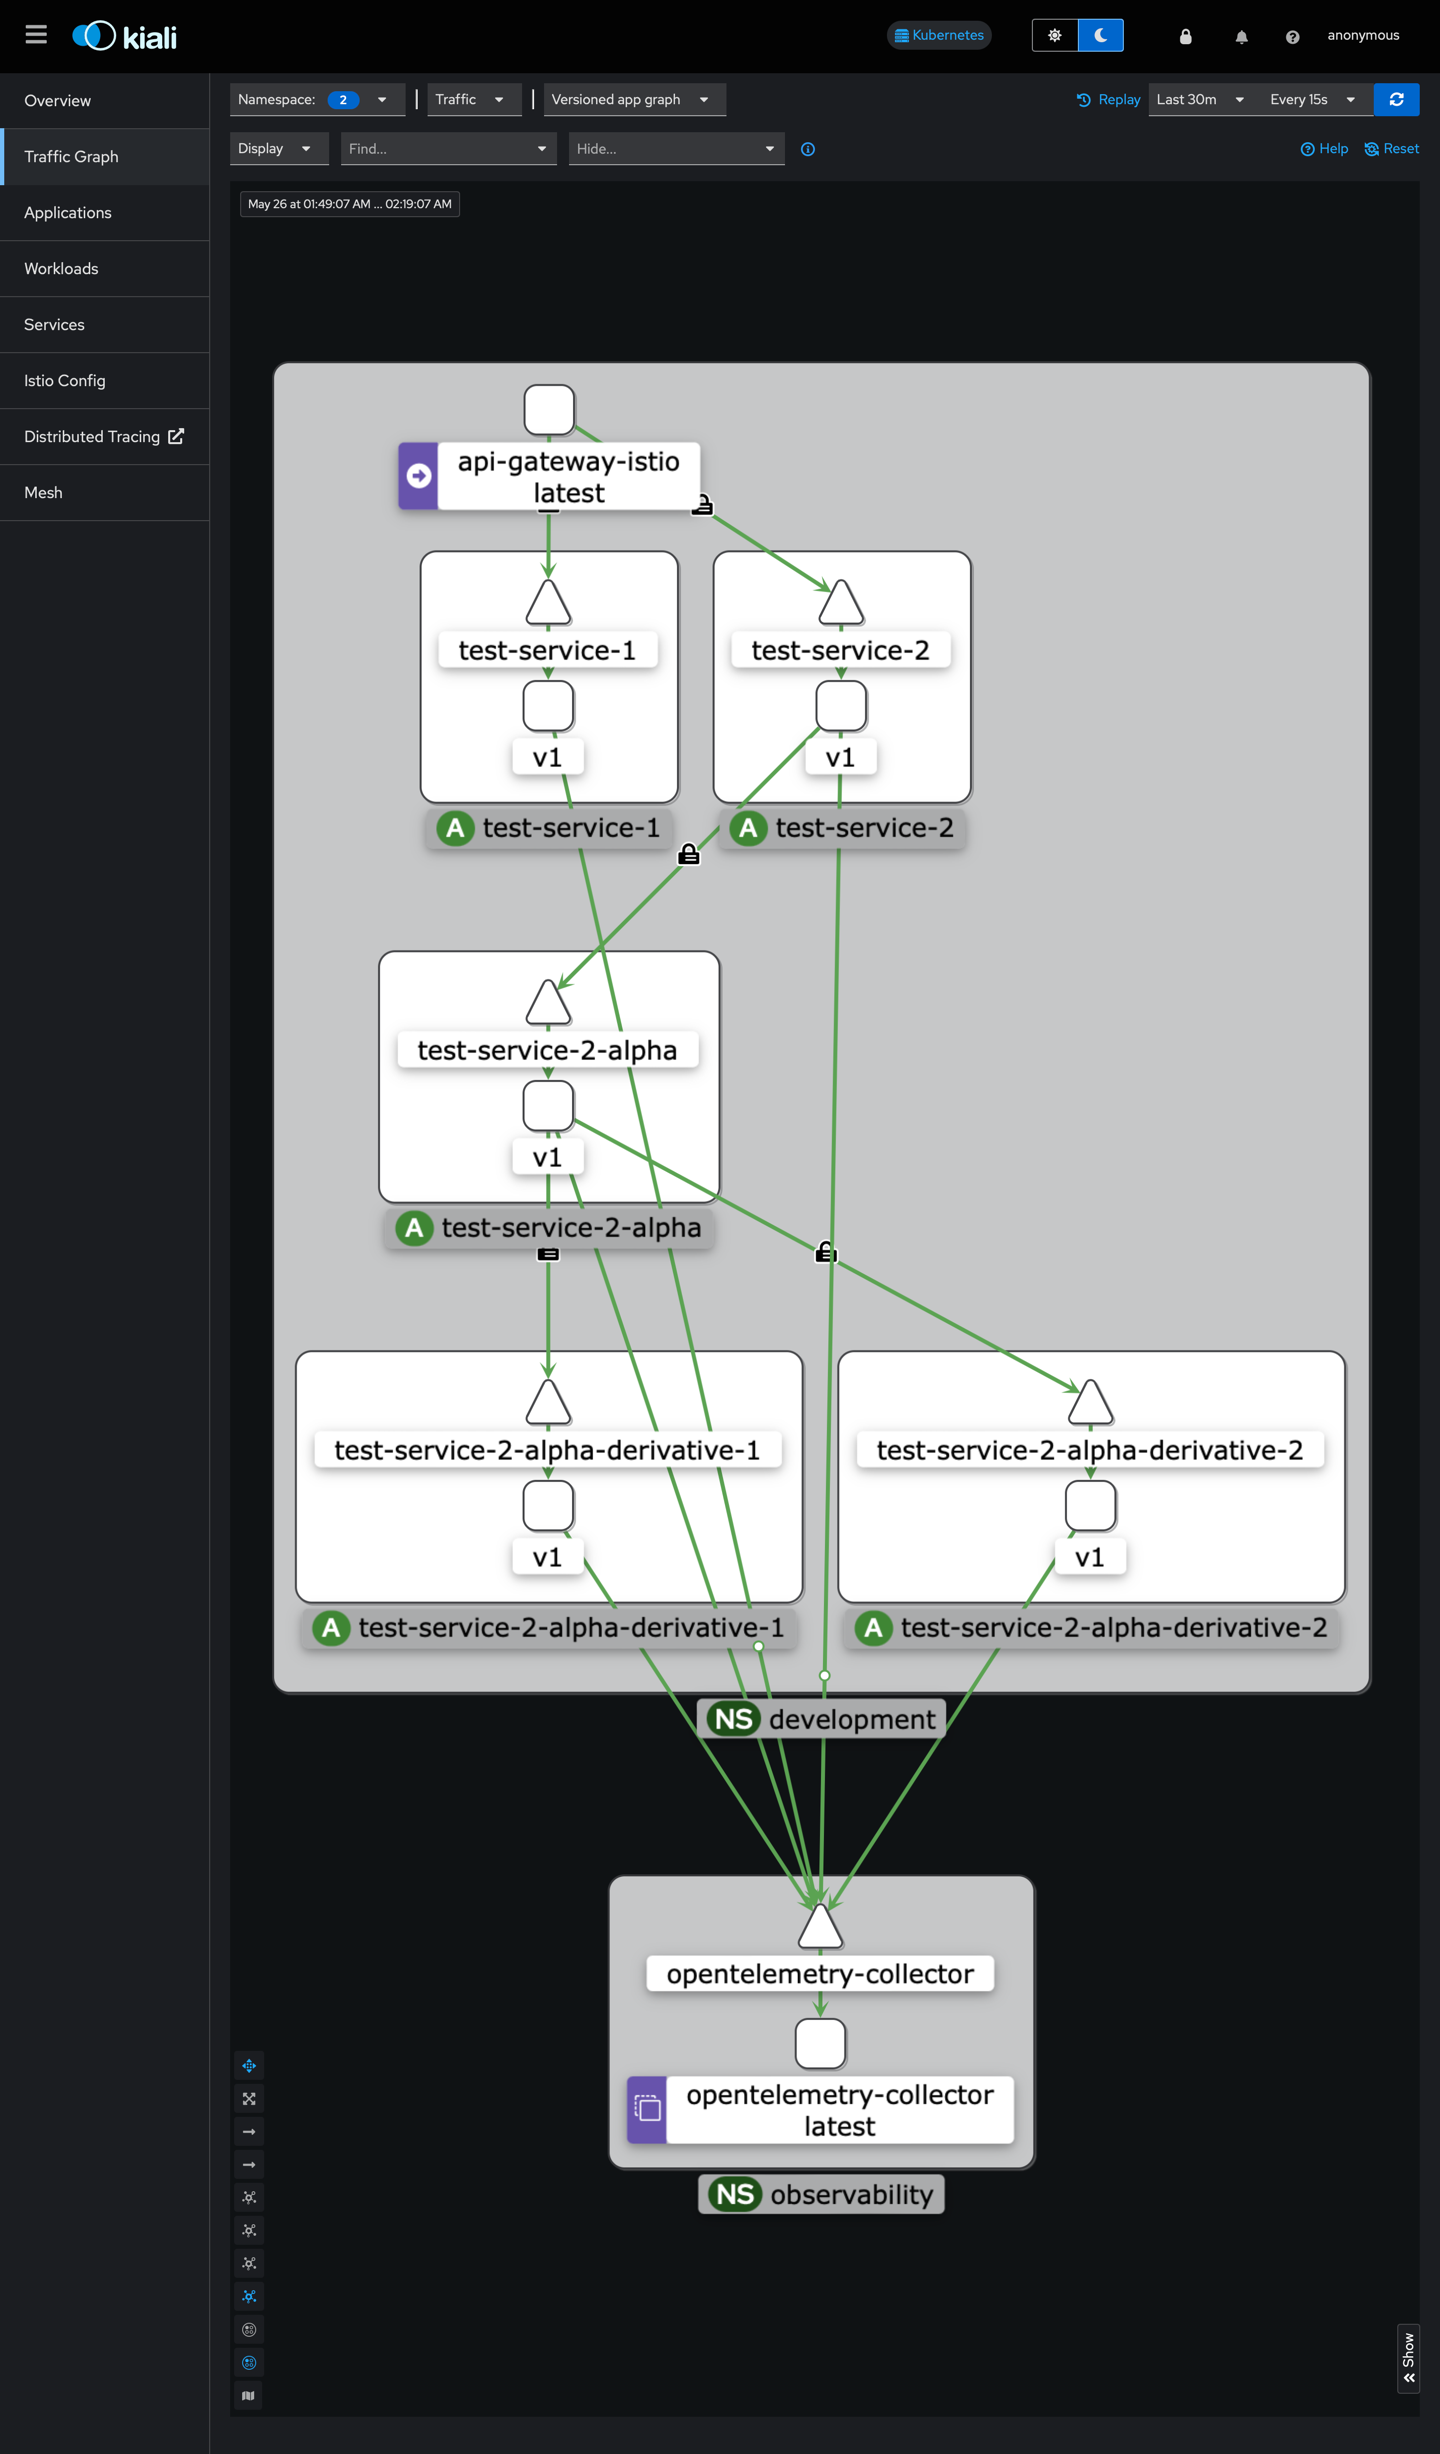 kiali
Kubernetes
anonymous
Overview
Traffic Graph
Applications
Workloads
Services
Istio Config
Distributed Tracing
Mesh
Namespace: 2
Traffic
Versioned app graph
Replay
Last 30m
Every 15s
Display
Find...
Hide...
Help
Reset
May 26 at 01:49:07 AM ... 02:19:07 AM
api-gateway-istio
latest
test-service-1
test-service-2
v1
v1
A test-service-1
A test-service-2
test-service-2-alpha
v1
A test-service-2-alpha
test-service-2-alpha-derivative-1
test-service-2-alpha-derivative-2
v1
v1
A test-service-2-alpha-derivative-1
A test-service-2-alpha-derivative-2
NS development
opentelemetry-collector
opentelemetry-collector
latest
NS observability
Show